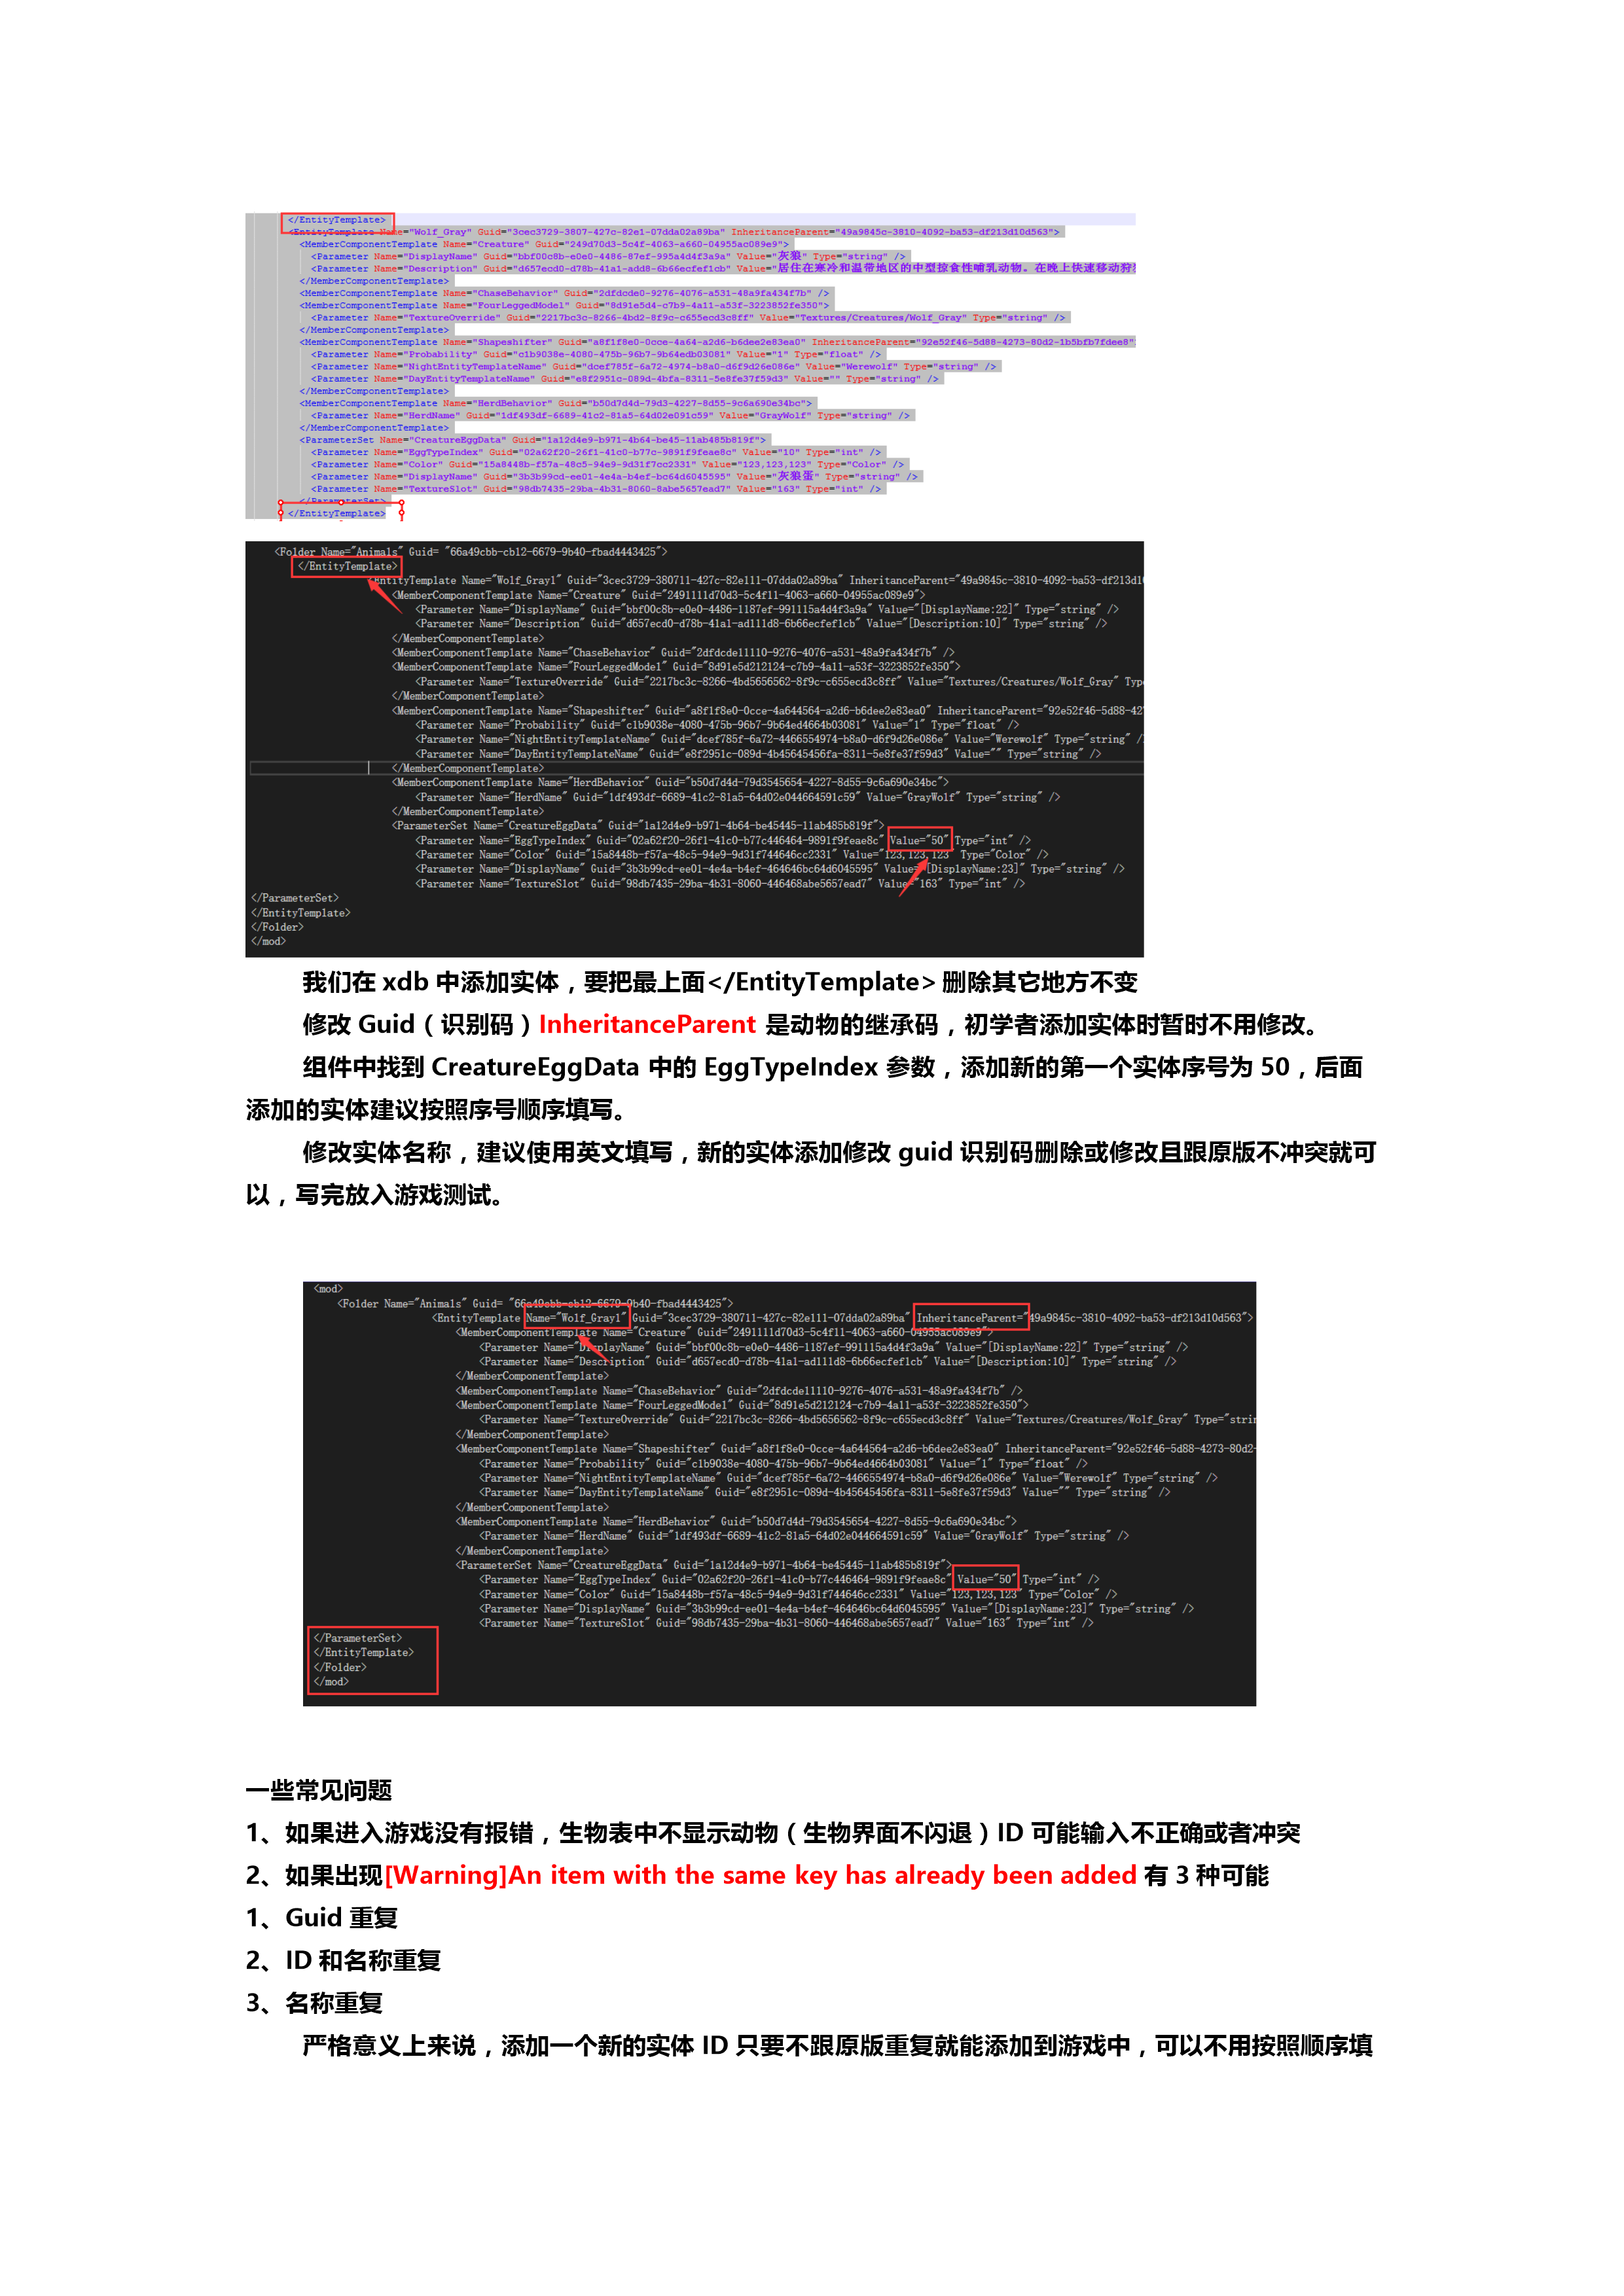 </EntityTemplate>
<EntityTemplate Name="Wolf_Gray" Guid="3cec3729-3807-427c-82e1-07dda02a89ba" InheritanceParent="49a9845c-3810-4092-ba53-df213d10d563">
<MemberComponentTemplate Name="Creature" Guid="249d70d3-5c4f-4063-a660-04955ac089e9">
<Parameter Name="DisplayName" Guid="bbf00c8b-e0e0-4486-87ef-995a4d4f3a9a" Value="灰狼" Type="string" />
<Parameter Name="Description" Guid="d657ecd0-d78b-41a1-add8-6b66ecfef1cb" Value="居住在寒冷和温带地区的中型掠食性哺乳动物。在晚上快速移动狩
</MemberComponentTemplate>
<MemberComponentTemplate Name="ChaseBehavior" Guid="2dfdcde0-9276-4076-a531-48a9fa434f7b" />
<MemberComponentTemplate Name="FourLeggedModel" Guid="8d91e5d4-c7b9-4a11-a53f-3223852fe350">
<Parameter Name="TextureOverride" Guid="2217bc3c-8266-4bd2-8f9c-c655ecd3c8ff" Value="Textures/Creatures/Wolf_Gray" Type="string" />
</MemberComponentTemplate>
<MemberComponentTemplate Name="Shapeshifter" Guid="a8f1f8e0-0cce-4a64-a2d6-b6dee2e83ea0" InheritanceParent="92e52f46-5d88-4273-80d2-1b5bfb7fdee8"
<Parameter Name="Probability" Guid="c1b9038e-4080-475b-96b7-9b64edb03081" Value="1" Type="float" />
<Parameter Name="NightEntityTemplateName" Guid="dcef785f-6a72-4974-b8a0-d6f9d26e086e" Value="Werewolf" Type="string" />
<Parameter Name="DayEntityTemplateName" Guid="e8f2951c-089d-4bfa-8311-5e8fe37f59d3" Value="" Type="string" />
</MemberComponentTemplate>
<MemberComponentTemplate Name="HerdBehavior" Guid="b50d7d4d-79d3-4227-8d55-9c6a690e34bc">
<Parameter Name="HerdName" Guid="1df493df-6689-41c2-81a5-64d02e091c59" Value="GrayWolf" Type="string" />
</MemberComponentTemplate>
<ParameterSet Name="CreatureEggData" Guid="1a12d4e9-b971-4b64-be45-11ab485b819f">
<Parameter Name="EggTypeIndex" Guid="02a62f20-26f1-41c0-b77c-9891f9feae8c" Value="10" Type="int" />
<Parameter Name="Color" Guid="15a8448b-f57a-48c5-94e9-9d31f7cc2331" Value="123,123,123" Type="Color" />
<Parameter Name="DisplayName" Guid="3b3b99cd-ee01-4e4a-b4ef-bc64d6045595" Value="灰狼蛋" Type="string" />
<Parameter Name="TextureSlot" Guid="98db7435-29ba-4b31-8060-8abe5657ead7" Value="163" Type="int" />
</ParameterSet>
</EntityTemplate>
<Folder Name="Animals" Guid= "66a49cbb-cb12-6679-9b40-fbad4443425">
</EntityTemplate>
<EntityTemplate Name="Wolf_Gray1" Guid="3cec3729-380711-427c-82e111-07dda02a89ba" InheritanceParent="49a9845c-3810-4092-ba53-df213d1
<MemberComponentTemplate Name="Creature" Guid="2491111d70d3-5c4f11-4063-a660-04955ac089e9">
<Parameter Name="DisplayName" Guid="bbf00c8b-e0e0-4486-1187ef-991115a4d4f3a9a" Value="[DisplayName:22]" Type="string" />
<Parameter Name="Description" Guid="d657ecd0-d78b-41a1-ad111d8-6b66ecfef1cb" Value="[Description:10]" Type="string" />
</MemberComponentTemplate>
<MemberComponentTemplate Name="ChaseBehavior" Guid="2dfdcde11110-9276-4076-a531-48a9fa434f7b" />
<MemberComponentTemplate Name="FourLeggedModel" Guid="8d91e5d212124-c7b9-4a11-a53f-3223852fe350">
<Parameter Name="TextureOverride" Guid="2217bc3c-8266-4bd5656562-8f9c-c655ecd3c8ff" Value="Textures/Creatures/Wolf_Gray" Typ
</MemberComponentTemplate>
<MemberComponentTemplate Name="Shapeshifter" Guid="a8f1f8e0-0cce-4a644564-a2d6-b6dee2e83ea0" InheritanceParent="92e52f46-5d88-427
<Parameter Name="Probability" Guid="c1b9038e-4080-475b-96b7-9b64ed4664b03081" Value="1" Type="float" />
<Parameter Name="NightEntityTemplateName" Guid="dcef785f-6a72-4466554974-b8a0-d6f9d26e086e" Value="Werewolf" Type="string" /
<Parameter Name="DayEntityTemplateName" Guid="e8f2951c-089d-4b45645456fa-8311-5e8fe37f59d3" Value="" Type="string" />
</MemberComponentTemplate>
<MemberComponentTemplate Name="HerdBehavior" Guid="b50d7d4d-79d3545654-4227-8d55-9c6a690e34bc">
<Parameter Name="HerdName" Guid="1df493df-6689-41c2-81a5-64d02e044664591c59" Value="GrayWolf" Type="string" />
</MemberComponentTemplate>
<ParameterSet Name="CreatureEggData" Guid="1a12d4e9-b971-4b64-be45445-11ab485b819f">
<Parameter Name="EggTypeIndex" Guid="02a62f20-26f1-41c0-b77c446464-9891f9feae8c" Value="50" Type="int" />
<Parameter Name="Color" Guid="15a8448b-f57a-48c5-94e9-9d31f744646cc2331" Value="123,123,123" Type="Color" />
<Parameter Name="DisplayName" Guid="3b3b99cd-ee01-4e4a-b4ef-464646bc64d6045595" Value="[DisplayName:23]" Type="string" />
<Parameter Name="TextureSlot" Guid="98db7435-29ba-4b31-8060-446468abe5657ead7" Value="163" Type="int" />
</ParameterSet>
</EntityTemplate>
</Folder>
</mod>
我们在 xdb 中添加实体，要把最上面</EntityTemplate>删除其它地方不变
修改 Guid（识别码）InheritanceParent 是动物的继承码，初学者添加实体时暂时不用修改。
组件中找到 CreatureEggData 中的 EggTypeIndex 参数，添加新的第一个实体序号为 50，后面
添加的实体建议按照序号顺序填写。
修改实体名称，建议使用英文填写，新的实体添加修改 guid 识别码删除或修改且跟原版不冲突就可
以，写完放入游戏测试。
<mod>
<Folder Name="Animals" Guid= "66a49cbb-cb12-6679-9b40-fbad4443425">
<EntityTemplate Name="Wolf_Gray1" Guid="3cec3729-380711-427c-82e111-07dda02a89ba" InheritanceParent="49a9845c-3810-4092-ba53-df213d10d563">
<MemberComponentTemplate Name="Creature" Guid="2491111d70d3-5c4f11-4063-a660-04955ac089e9">
<Parameter Name="DisplayName" Guid="bbf00c8b-e0e0-4486-1187ef-991115a4d4f3a9a" Value="[DisplayName:22]" Type="string" />
<Parameter Name="Description" Guid="d657ecd0-d78b-41a1-ad111d8-6b66ecfef1cb" Value="[Description:10]" Type="string" />
</MemberComponentTemplate>
<MemberComponentTemplate Name="ChaseBehavior" Guid="2dfdcde11110-9276-4076-a531-48a9fa434f7b" />
<MemberComponentTemplate Name="FourLeggedModel" Guid="8d91e5d212124-c7b9-4a11-a53f-3223852fe350">
<Parameter Name="TextureOverride" Guid="2217bc3c-8266-4bd5656562-8f9c-c655ecd3c8ff" Value="Textures/Creatures/Wolf_Gray" Type="strin
</MemberComponentTemplate>
<MemberComponentTemplate Name="Shapeshifter" Guid="a8f1f8e0-0cce-4a644564-a2d6-b6dee2e83ea0" InheritanceParent="92e52f46-5d88-4273-80d2-
<Parameter Name="Probability" Guid="c1b9038e-4080-475b-96b7-9b64ed4664b03081" Value="1" Type="float" />
<Parameter Name="NightEntityTemplateName" Guid="dcef785f-6a72-4466554974-b8a0-d6f9d26e086e" Value="Werewolf" Type="string" />
<Parameter Name="DayEntityTemplateName" Guid="e8f2951c-089d-4b45645456fa-8311-5e8fe37f59d3" Value="" Type="string" />
</MemberComponentTemplate>
<MemberComponentTemplate Name="HerdBehavior" Guid="b50d7d4d-79d3545654-4227-8d55-9c6a690e34bc">
<Parameter Name="HerdName" Guid="1df493df-6689-41c2-81a5-64d02e044664591c59" Value="GrayWolf" Type="string" />
</MemberComponentTemplate>
<ParameterSet Name="CreatureEggData" Guid="1a12d4e9-b971-4b64-be45445-11ab485b819f">
<Parameter Name="EggTypeIndex" Guid="02a62f20-26f1-41c0-b77c446464-9891f9feae8c" Value="50" Type="int" />
<Parameter Name="Color" Guid="15a8448b-f57a-48c5-94e9-9d31f744646cc2331" Value="123,123,123" Type="Color" />
<Parameter Name="DisplayName" Guid="3b3b99cd-ee01-4e4a-b4ef-464646bc64d6045595" Value="[DisplayName:23]" Type="string" />
<Parameter Name="TextureSlot" Guid="98db7435-29ba-4b31-8060-446468abe5657ead7" Value="163" Type="int" />
</ParameterSet>
</EntityTemplate>
</Folder>
</mod>
一些常见问题
1、如果进入游戏没有报错，生物表中不显示动物（生物界面不闪退）ID 可能输入不正确或者冲突
2、如果出现[Warning]An item with the same key has already been added 有 3 种可能
1、Guid 重复
2、ID 和名称重复
3、名称重复
严格意义上来说，添加一个新的实体 ID 只要不跟原版重复就能添加到游戏中，可以不用按照顺序填